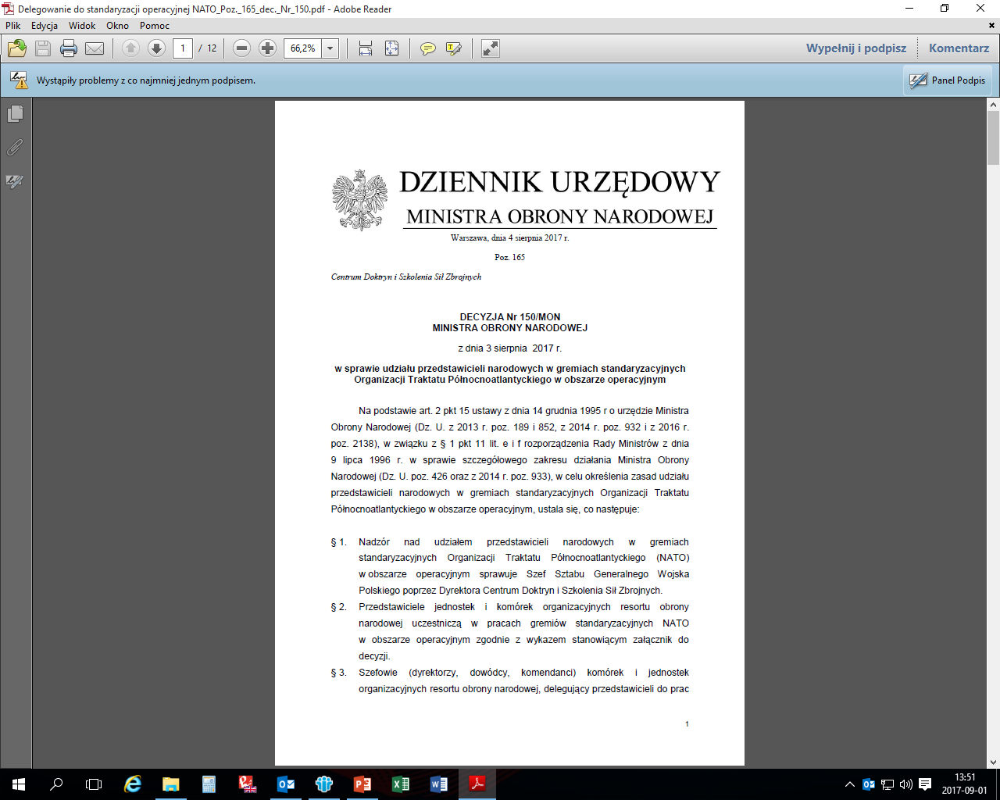 Delegowanie do standaryzacji operacyjnej NATO_Poz._165_dec._Nr_150.pdf - Adobe Reader
Plik Edycja Widok Okno Pomoc
1 / 12 66,2% Wypełnij i podpisz Komentarz
Wystąpiły problemy z co najmniej jednym podpisem. Panel Podpis
DZIENNIK URZĘDOWY
MINISTRA OBRONY NARODOWEJ
Warszawa, dnia 4 sierpnia 2017 r.
Poz. 165
Centrum Doktryn i Szkolenia Sił Zbrojnych
DECYZJA Nr 150/MON
MINISTRA OBRONY NARODOWEJ
z dnia 3 sierpnia 2017 r.
w sprawie udziału przedstawicieli narodowych w gremiach standaryzacyjnych
Organizacji Traktatu Północnoatlantyckiego w obszarze operacyjnym
Na podstawie art. 2 pkt 15 ustawy z dnia 14 grudnia 1995 r o urzędzie Ministra
Obrony Narodowej (Dz. U. z 2013 r. poz. 189 i 852, z 2014 r. poz. 932 i z 2016 r.
poz. 2138), w związku z § 1 pkt 11 lit. e i f rozporządzenia Rady Ministrów z dnia
9 lipca 1996 r. w sprawie szczegółowego zakresu działania Ministra Obrony
Narodowej (Dz. U. poz. 426 oraz z 2014 r. poz. 933), w celu określenia zasad udziału
przedstawicieli narodowych w gremiach standaryzacyjnych Organizacji Traktatu
Północnoatlantyckiego w obszarze operacyjnym, ustala się, co następuje:
§ 1. Nadzór nad udziałem przedstawicieli narodowych w gremiach
standaryzacyjnych Organizacji Traktatu Północnoatlantyckiego (NATO)
w obszarze operacyjnym sprawuje Szef Sztabu Generalnego Wojska
Polskiego poprzez Dyrektora Centrum Doktryn i Szkolenia Sił Zbrojnych.
§ 2. Przedstawiciele jednostek i komórek organizacyjnych resortu obrony
narodowej uczestniczą w pracach gremiów standaryzacyjnych NATO
w obszarze operacyjnym zgodnie z wykazem stanowiącym załącznik do
decyzji.
§ 3. Szefowie (dyrektorzy, dowódcy, komendanci) komórek i jednostek
organizacyjnych resortu obrony narodowej, delegujący przedstawicieli do prac
1
13:51
2017-09-01